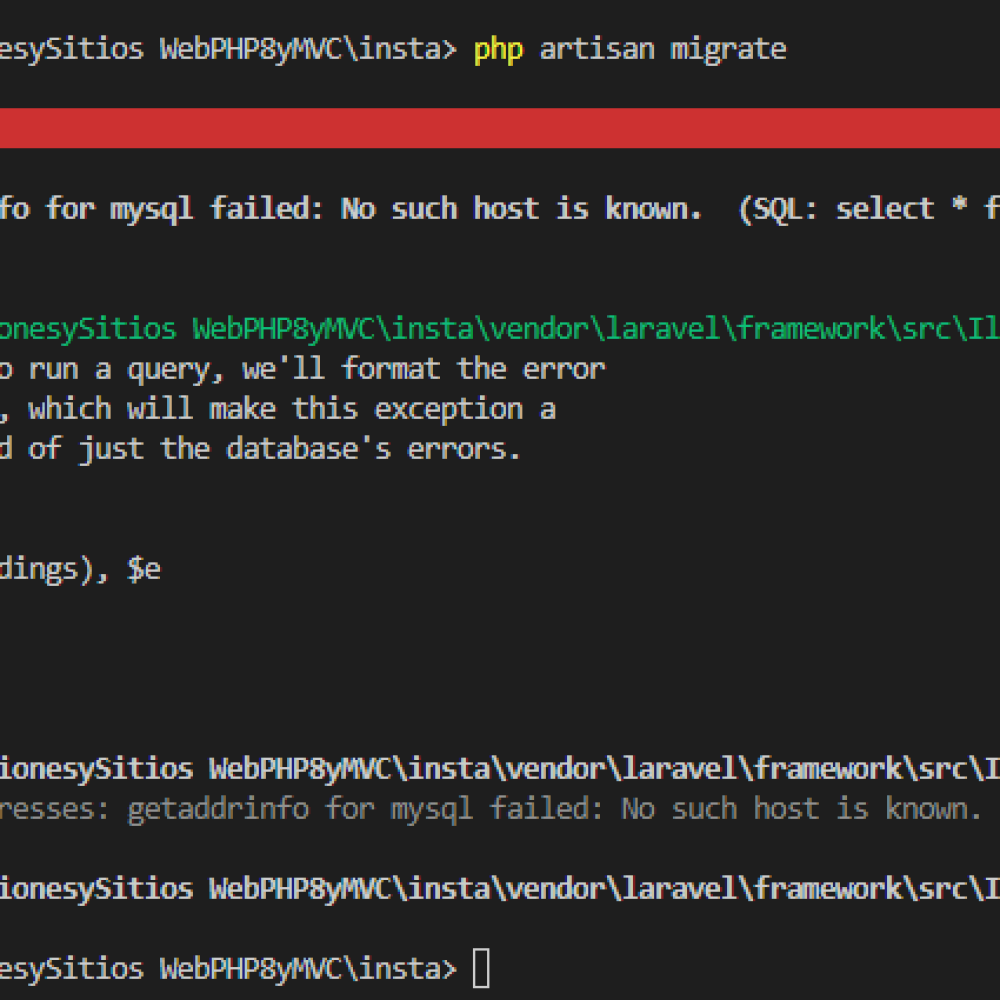 esySitios WebPHP8yMVC\insta> php artisan migrate
fo for mysql failed: No such host is known.  (SQL: select * f
onesySitios WebPHP8yMVC\insta\vendor\laravel\framework\src\Il
o run a query, we'll format the error
, which will make this exception a
d of just the database's errors.
dings), $e
ionesySitios WebPHP8yMVC\insta\vendor\laravel\framework\src\I
resses: getaddrinfo for mysql failed: No such host is known.
ionesySitios WebPHP8yMVC\insta\vendor\laravel\framework\src\I
esySitios WebPHP8yMVC\insta>